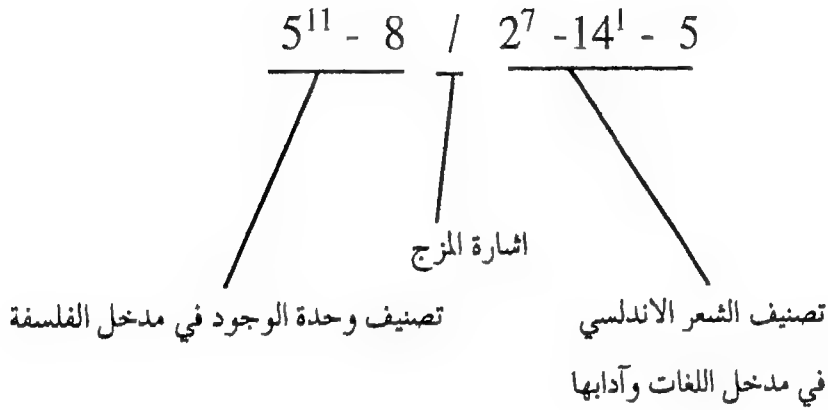 5¹¹ - 8 / 2⁷ -14¹ - 5
اشارة المزج
تصنيف الشعر الاندلسي
تصنيف وحدة الوجود في مدخل الفلسفة
في مدخل اللغات وآدابها